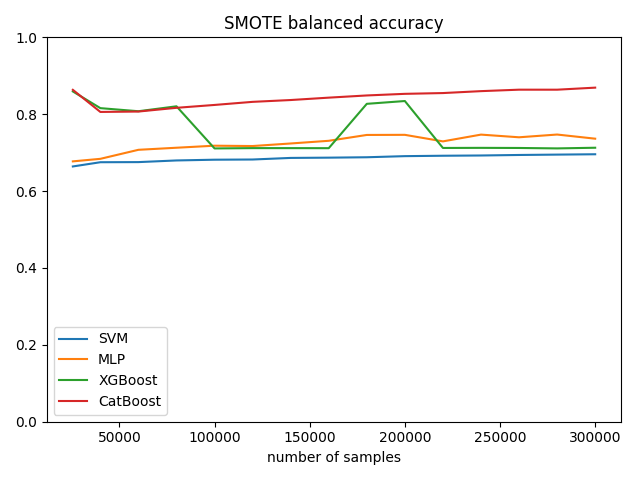 SMOTE balanced accuracy
1.0
0.8
0.6
0.4
0.2
0.0
SVM
MLP
XGBoost
CatBoost
50000 100000 150000 200000 250000 300000
number of samples